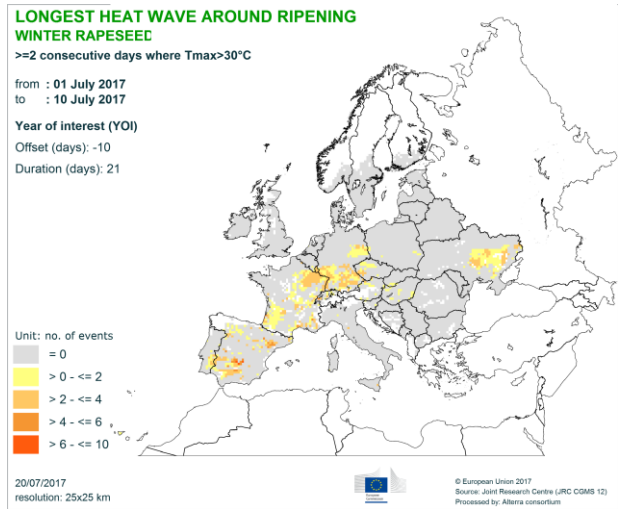 LONGEST HEAT WAVE AROUND RIPENING
WINTER RAPESEED
>=2 consecutive days where Tmax>30°C
from : 01 July 2017
to : 10 July 2017
Year of interest (YOI)
Offset (days): -10
Duration (days): 21
Unit: no. of events
= 0
> 0 - <= 2
> 2 - <= 4
> 4 - <= 6
> 6 - <= 10
20/07/2017
resolution: 25x25 km
© European Union 2017
Source: Joint Research Centre (JRC CGMS 12)
Processed by: Alterra consortium